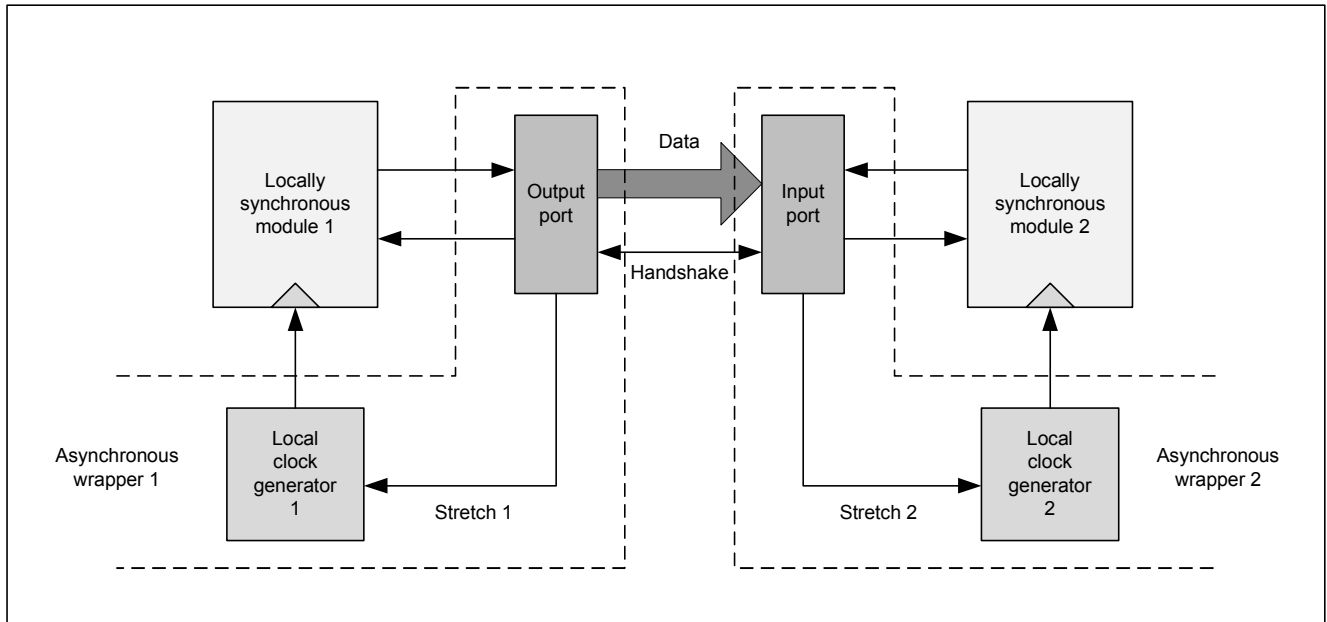 Locally
synchronous
module 1
Output
port
Data
Handshake
Input
port
Locally
synchronous
module 2
Asynchronous
wrapper 1
Local
clock
generator
1
Stretch 1
Stretch 2
Local
clock
generator
2
Asynchronous
wrapper 2